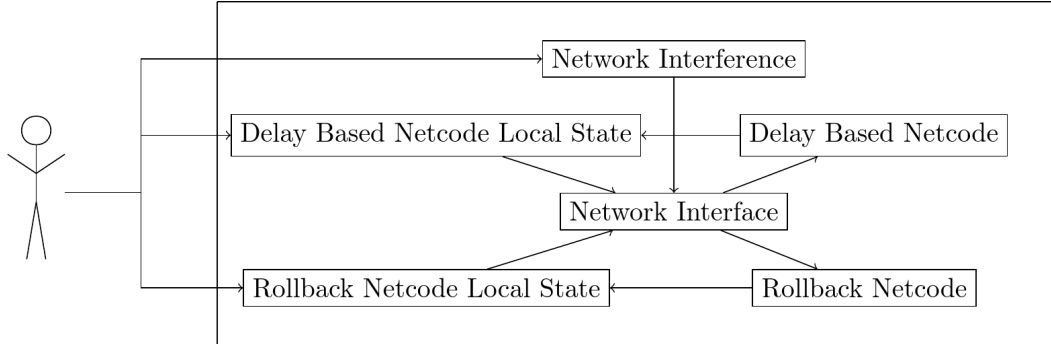 Network Interference
Delay Based Netcode Local State
Delay Based Netcode
Network Interface
Rollback Netcode Local State
Rollback Netcode